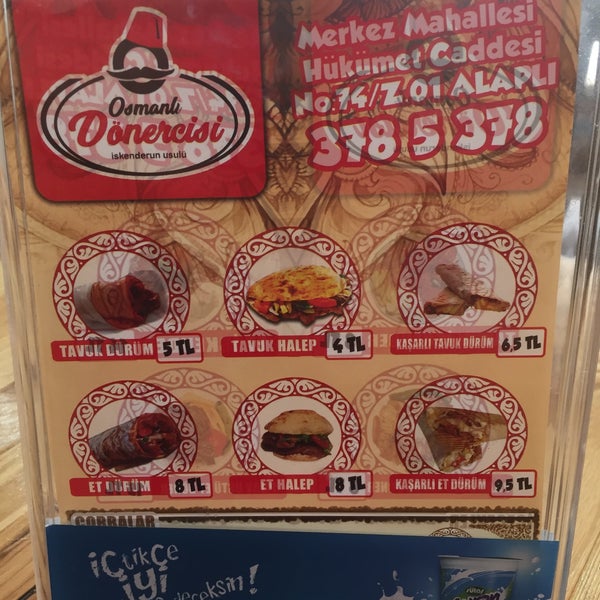 Osmanlı
Dönercisi
iskenderun usulü
Merkez Mahallesi
Hükümet Caddesi
No:74/Z.01 ALAPLI
378 5 378
TAVUK DÜRÜM 5 TL
TAVUK HALEP 4 TL
KAŞARLI TAVUK DÜRÜM 6,5 TL
ET DÜRÜM 8 TL
ET HALEP 8 TL
KAŞARLI ET DÜRÜM 9,5 TL
ÇORBALAR
içtikçe
iyi